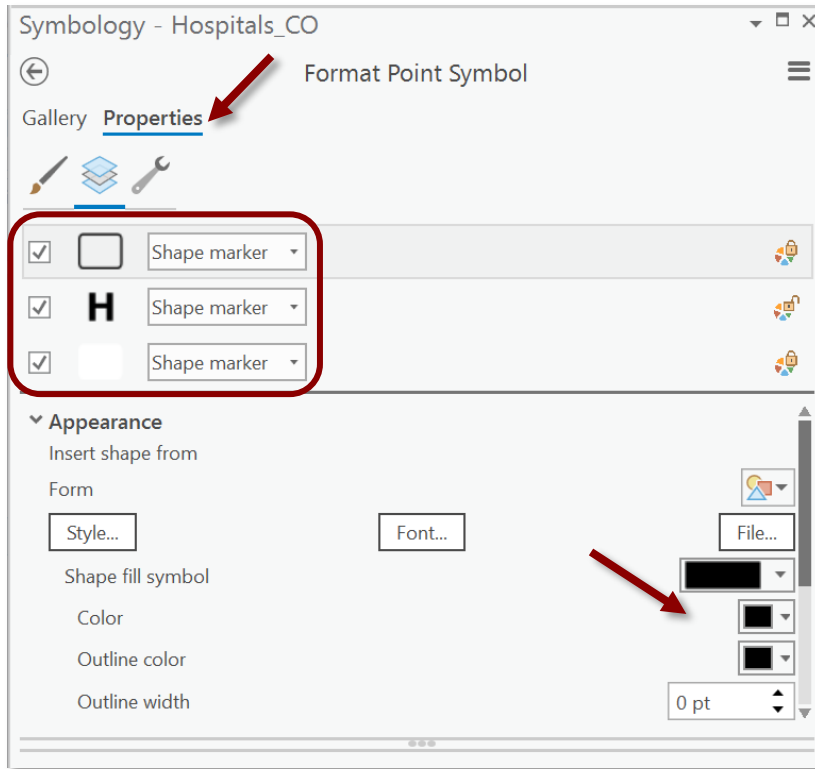 Symbology - Hospitals_CO
Format Point Symbol
Gallery Properties
Shape marker
H Shape marker
Shape marker
Appearance
Insert shape from
Form
Style... Font... File...
Shape fill symbol
Color
Outline color
Outline width 0 pt